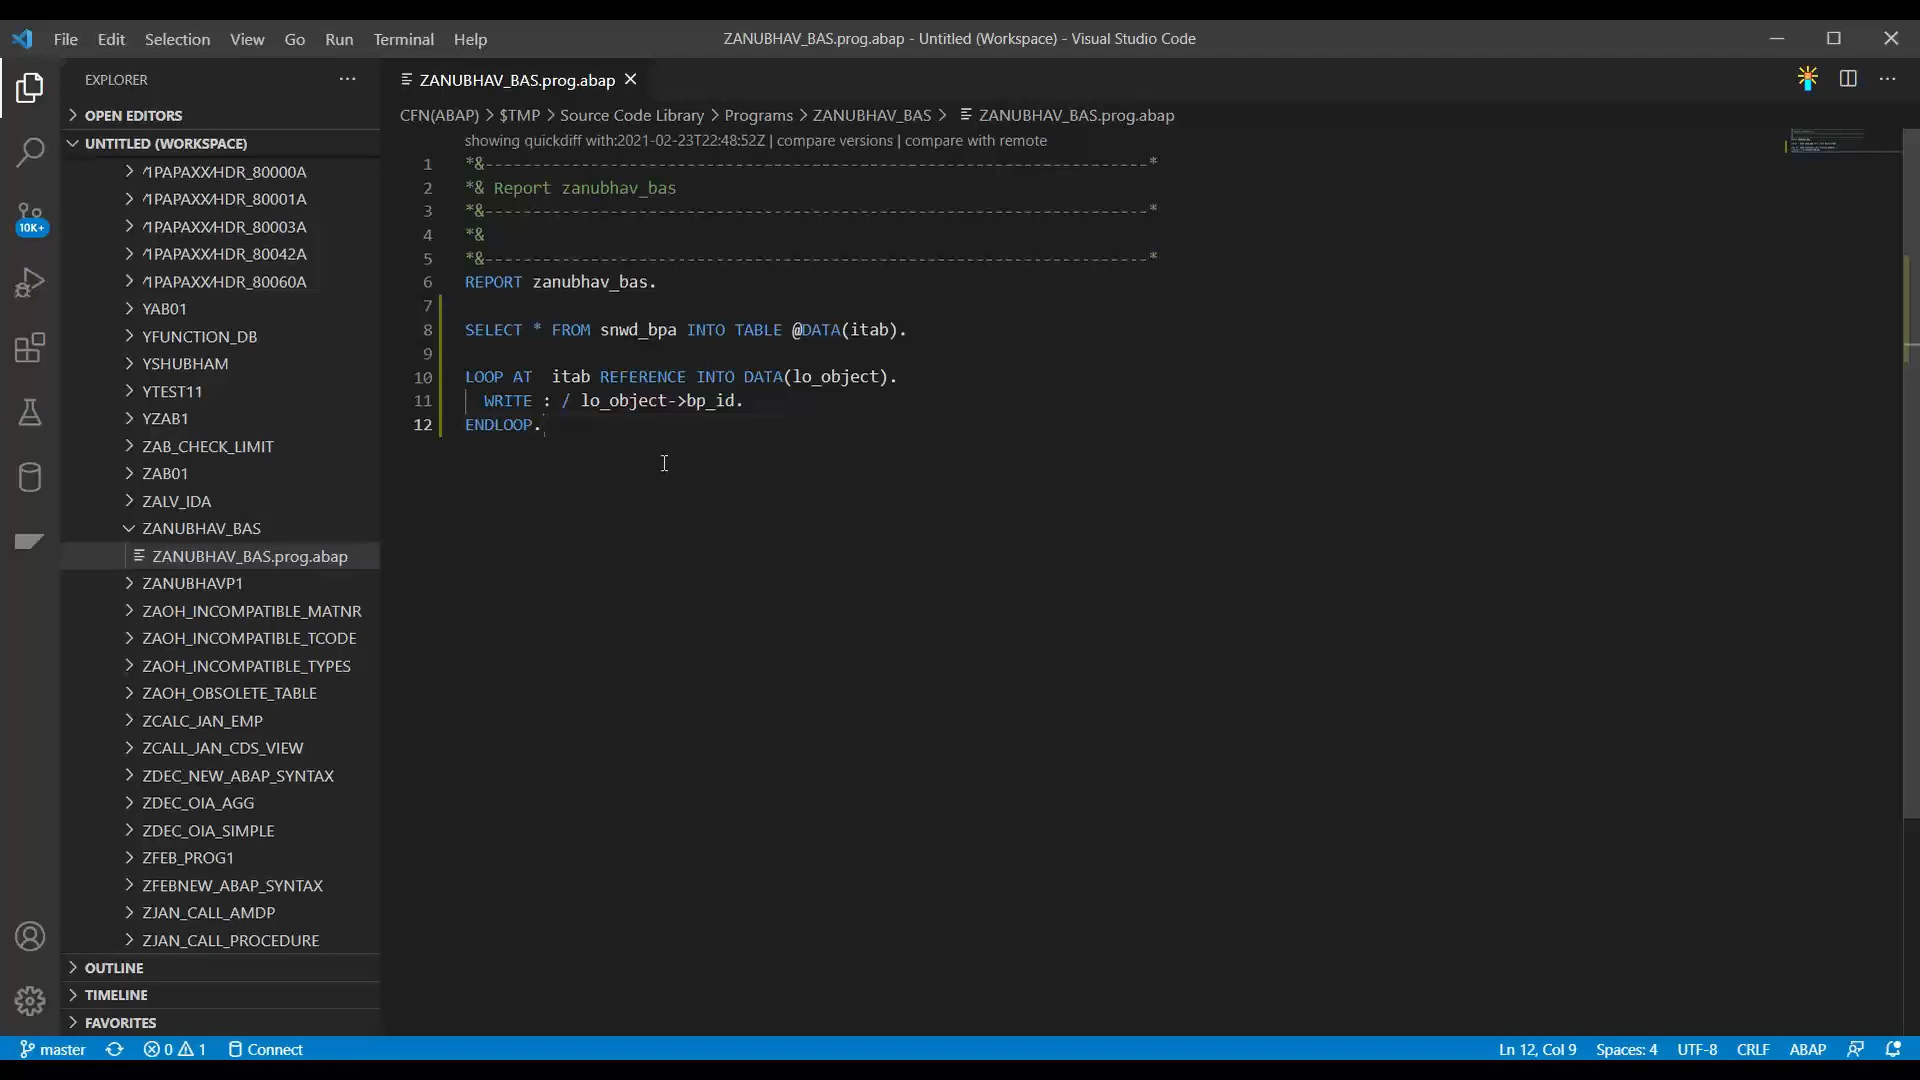 File Edit Selection View Go Run Terminal Help
ZANUBHAV_BAS.prog.abap - Untitled (Workspace) - Visual Studio Code
EXPLORER
OPEN EDITORS
UNTITLED (WORKSPACE)
/1PAPAXX/HDR_80000A
/1PAPAXX/HDR_80001A
/1PAPAXX/HDR_80003A
/1PAPAXX/HDR_80042A
/1PAPAXX/HDR_80060A
YAB01
YFUNCTION_DB
YSHUBHAM
YTEST11
YZAB1
ZAB_CHECK_LIMIT
ZAB01
ZALV_IDA
ZANUBHAV_BAS
ZANUBHAV_BAS.prog.abap
ZANUBHAVP1
ZAOH_INCOMPATIBLE_MATNR
ZAOH_INCOMPATIBLE_TCODE
ZAOH_INCOMPATIBLE_TYPES
ZAOH_OBSOLETE_TABLE
ZCALC_JAN_EMP
ZCALL_JAN_CDS_VIEW
ZDEC_NEW_ABAP_SYNTAX
ZDEC_OIA_AGG
ZDEC_OIA_SIMPLE
ZFEB_PROG1
ZFEBNEW_ABAP_SYNTAX
ZJAN_CALL_AMDP
ZJAN_CALL_PROCEDURE
OUTLINE
TIMELINE
FAVORITES
10K+
ZANUBHAV_BAS.prog.abap
CFN(ABAP) > $TMP > Source Code Library > Programs > ZANUBHAV_BAS > ZANUBHAV_BAS.prog.abap
showing quickdiff with:2021-02-23T22:48:52Z | compare versions | compare with remote
1 *&---------------------------------------------------------------------*
2 *& Report zanubhav_bas
3 *&---------------------------------------------------------------------*
4 *&
5 *&---------------------------------------------------------------------*
6 REPORT zanubhav_bas.
7
8 SELECT * FROM snwd_bpa INTO TABLE @DATA(itab).
9
10 LOOP AT  itab REFERENCE INTO DATA(lo_object).
11   WRITE : / lo_object->bp_id.
12 ENDLOOP.
master 0 1 Connect
Ln 12, Col 9 Spaces: 4 UTF-8 CRLF ABAP